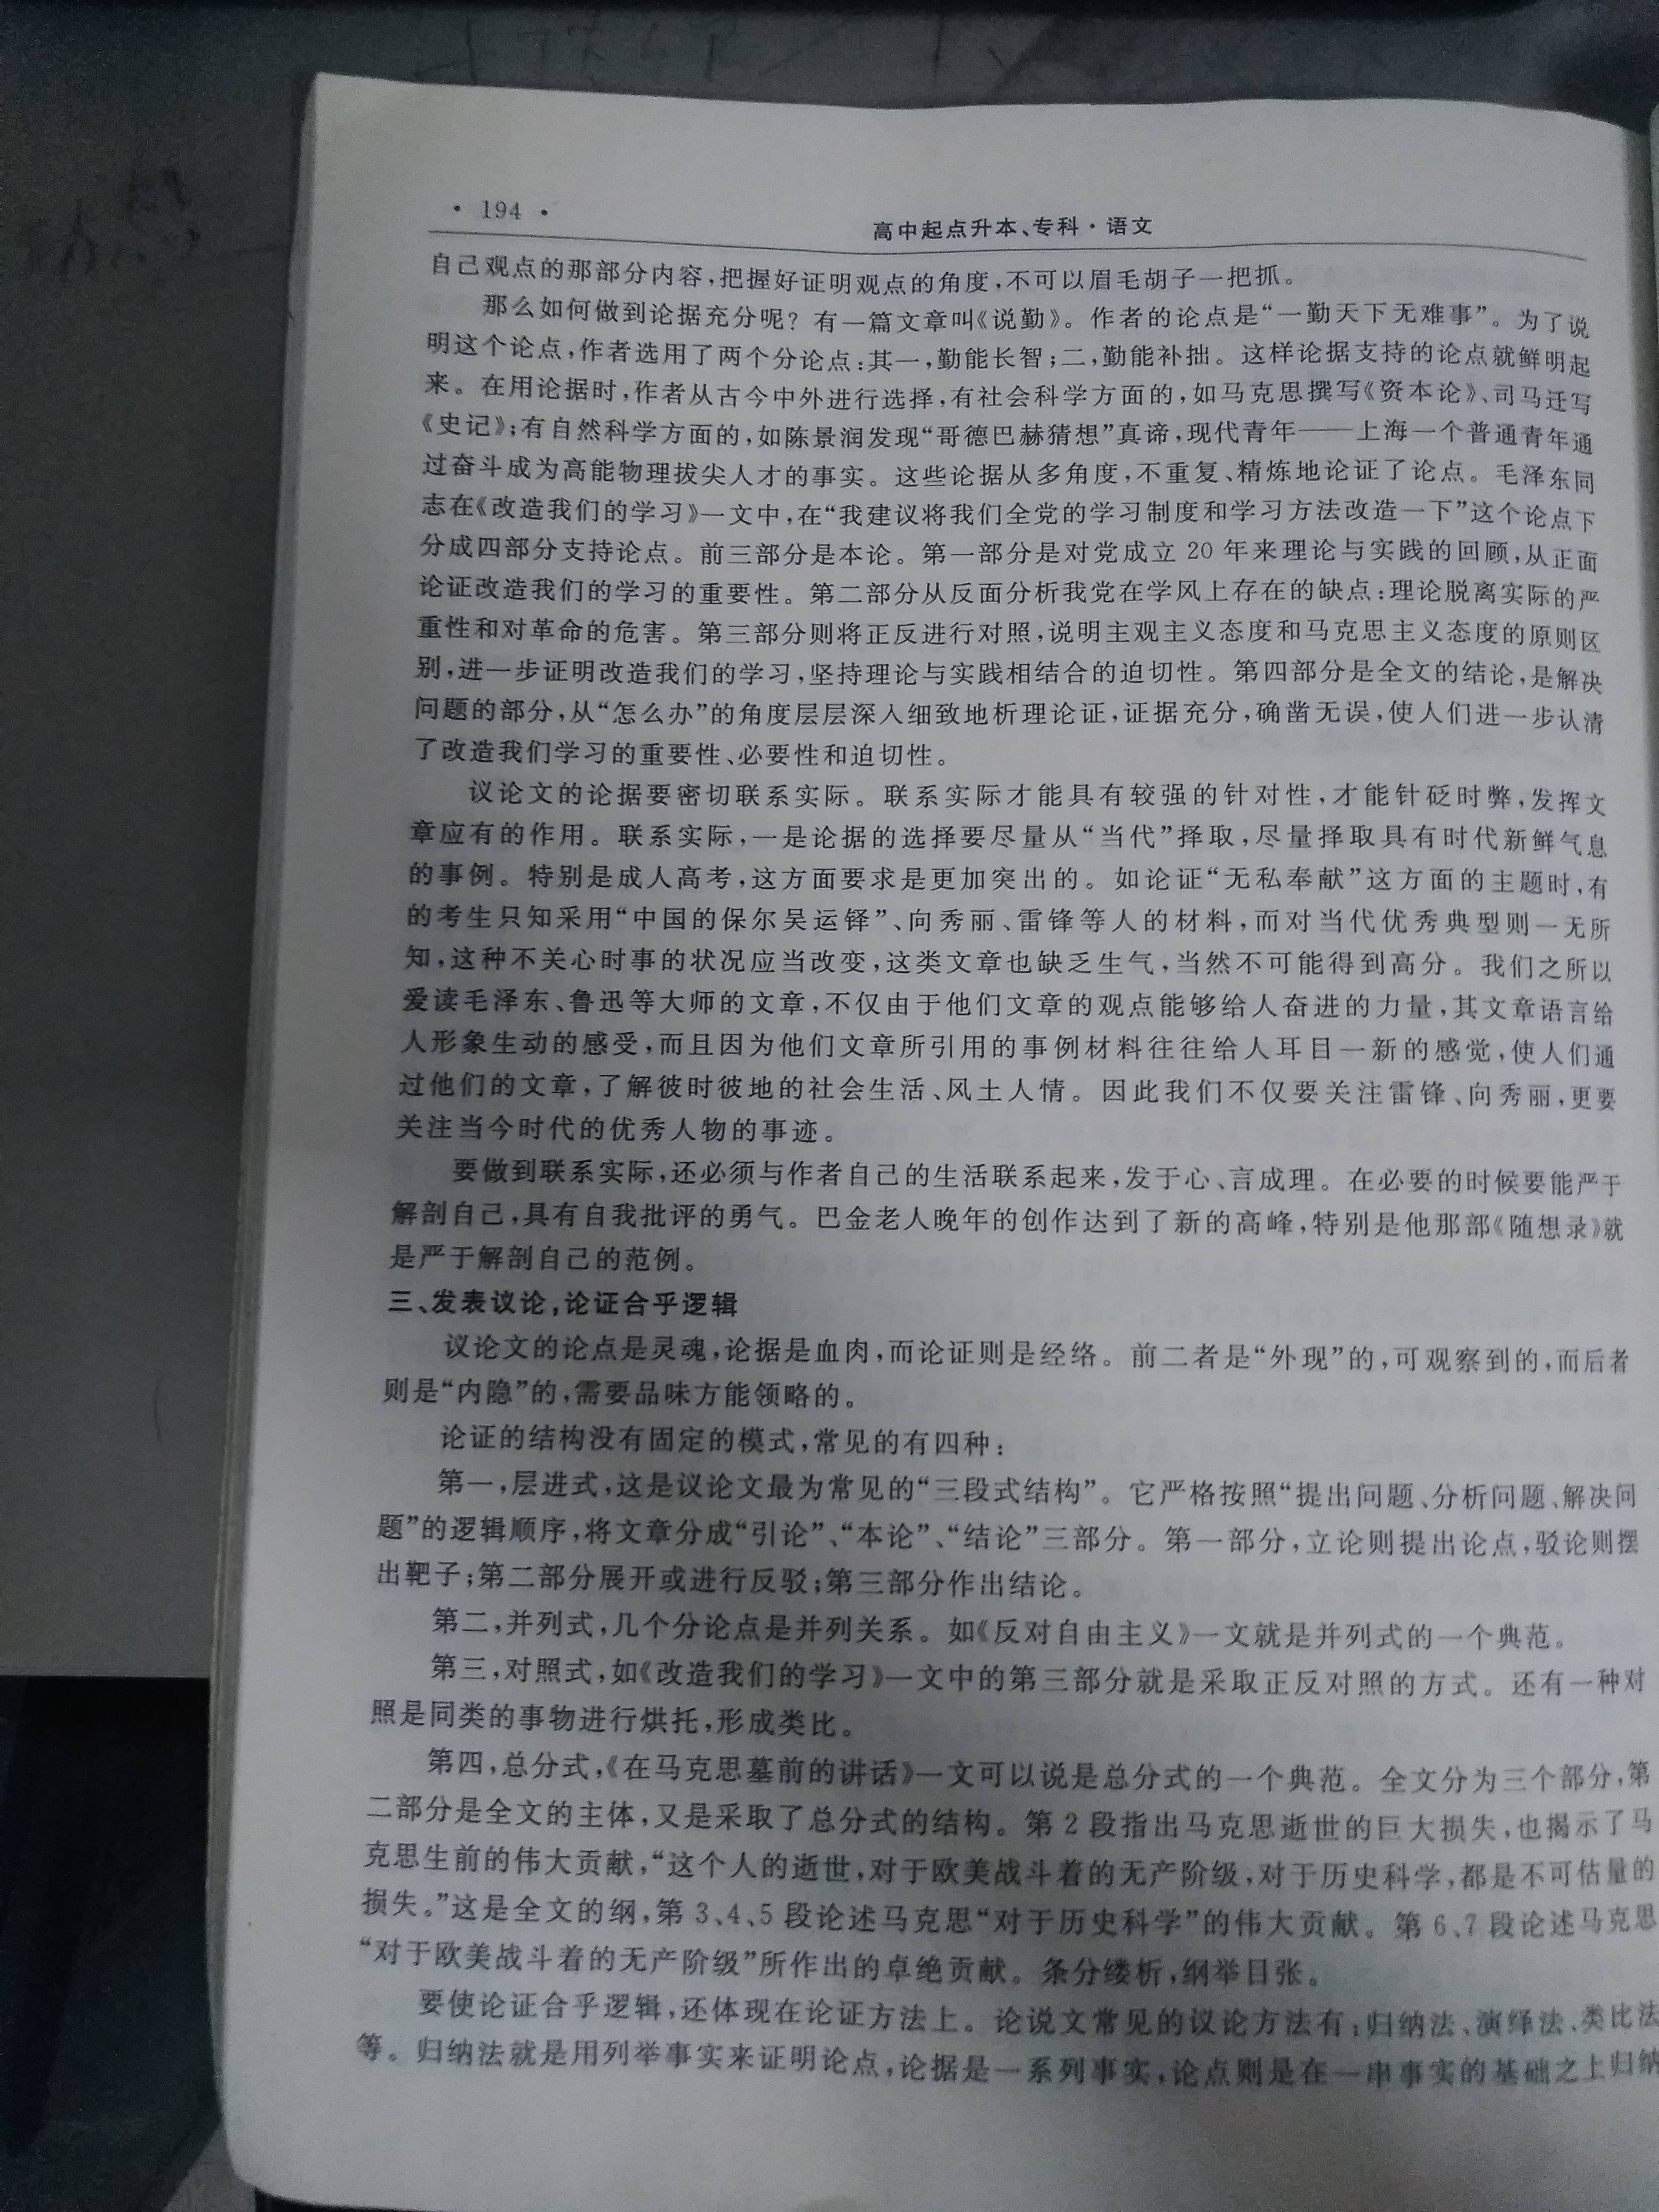 · 194 ·
高中起点升本、专科·语文
自己观点的那部分内容,把握好证明观点的角度,不可以眉毛胡子一把抓。
那么如何做到论据充分呢？有一篇文章叫《说勤》。作者的论点是“一勤天下无难事”。为了说
明这个论点,作者选用了两个分论点:其一,勤能长智;二,勤能补拙。这样论据支持的论点就鲜明起
来。在用论据时,作者从古今中外进行选择,有社会科学方面的,如马克思撰写《资本论》、司马迁写
《史记》;有自然科学方面的,如陈景润发现“哥德巴赫猜想”真谛,现代青年——上海一个普通青年通
过奋斗成为高能物理拔尖人才的事实。这些论据从多角度,不重复、精炼地论证了论点。毛泽东同
志在《改造我们的学习》一文中,在“我建议将我们全党的学习制度和学习方法改造一下”这个论点下
分成四部分支持论点。前三部分是本论。第一部分是对党成立 20 年来理论与实践的回顾,从正面
论证改造我们的学习的重要性。第二部分从反面分析我党在学风上存在的缺点:理论脱离实际的严
重性和对革命的危害。第三部分则将正反进行对照,说明主观主义态度和马克思主义态度的原则区
别,进一步证明改造我们的学习,坚持理论与实践相结合的迫切性。第四部分是全文的结论,是解决
问题的部分,从“怎么办”的角度层层深入细致地析理论证,证据充分,确凿无误,使人们进一步认清
了改造我们学习的重要性、必要性和迫切性。
议论文的论据要密切联系实际。联系实际才能具有较强的针对性,才能针砭时弊,发挥文
章应有的作用。联系实际,一是论据的选择要尽量从“当代”择取,尽量择取具有时代新鲜气息
的事例。特别是成人高考,这方面要求是更加突出的。如论证“无私奉献”这方面的主题时,有
的考生只知采用“中国的保尔吴运铎”、向秀丽、雷锋等人的材料,而对当代优秀典型则一无所
知,这种不关心时事的状况应当改变,这类文章也缺乏生气,当然不可能得到高分。我们之所以
爱读毛泽东、鲁迅等大师的文章,不仅由于他们文章的观点能够给人奋进的力量,其文章语言给
人形象生动的感受,而且因为他们文章所引用的事例材料往往给人耳目一新的感觉,使人们通
过他们的文章,了解彼时彼地的社会生活、风土人情。因此我们不仅要关注雷锋、向秀丽,更要
关注当今时代的优秀人物的事迹。
要做到联系实际,还必须与作者自己的生活联系起来,发于心、言成理。在必要的时候要能严于
解剖自己,具有自我批评的勇气。巴金老人晚年的创作达到了新的高峰,特别是他那部《随想录》就
是严于解剖自己的范例。
三、发表议论,论证合乎逻辑
议论文的论点是灵魂,论据是血肉,而论证则是经络。前二者是“外现”的,可观察到的,而后者
则是“内隐”的,需要品味方能领略的。
论证的结构没有固定的模式,常见的有四种:
第一,层进式,这是议论文最为常见的“三段式结构”。它严格按照“提出问题、分析问题、解决问
题”的逻辑顺序,将文章分成“引论”、“本论”、“结论”三部分。第一部分,立论则提出论点,驳论则摆
出靶子;第二部分展开或进行反驳;第三部分作出结论。
第二,并列式,几个分论点是并列关系。如《反对自由主义》一文就是并列式的一个典范。
第三,对照式,如《改造我们的学习》一文中的第三部分就是采取正反对照的方式。还有一种对
照是同类的事物进行烘托,形成类比。
第四,总分式,《在马克思墓前的讲话》一文可以说是总分式的一个典范。全文分为三个部分,第
二部分是全文的主体,又是采取了总分式的结构。第 2 段指出马克思逝世的巨大损失,也揭示了马
克思生前的伟大贡献,“这个人的逝世,对于欧美战斗着的无产阶级,对于历史科学,都是不可估量的
损失。”这是全文的纲,第 3、4、5 段论述马克思“对于历史科学”的伟大贡献。第 6、7 段论述马克思
“对于欧美战斗着的无产阶级”所作出的卓绝贡献。条分缕析,纲举目张。
要使论证合乎逻辑,还体现在论证方法上。论说文常见的议论方法有:归纳法、演绎法、类比法
等。归纳法就是用列举事实来证明论点,论据是一系列事实,论点则是在一串事实的基础之上归纳